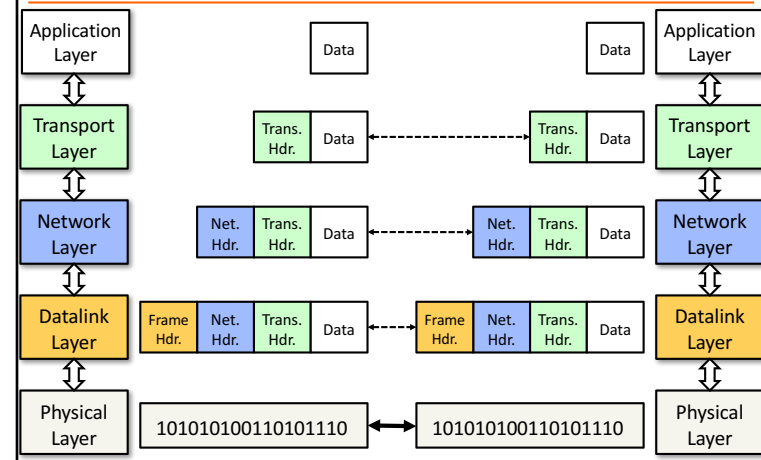 Application
Layer
Data
Data
Application
Layer
Transport
Layer
Trans.
Hdr.
Data
Trans.
Hdr.
Data
Transport
Layer
Network
Layer
Net.
Hdr.
Trans.
Hdr.
Data
Net.
Hdr.
Trans.
Hdr.
Data
Network
Layer
Datalink
Layer
Frame
Hdr.
Net.
Hdr.
Trans.
Hdr.
Data
Frame
Hdr.
Net.
Hdr.
Trans.
Hdr.
Data
Datalink
Layer
Physical
Layer
101010100110101110
101010100110101110
Physical
Layer